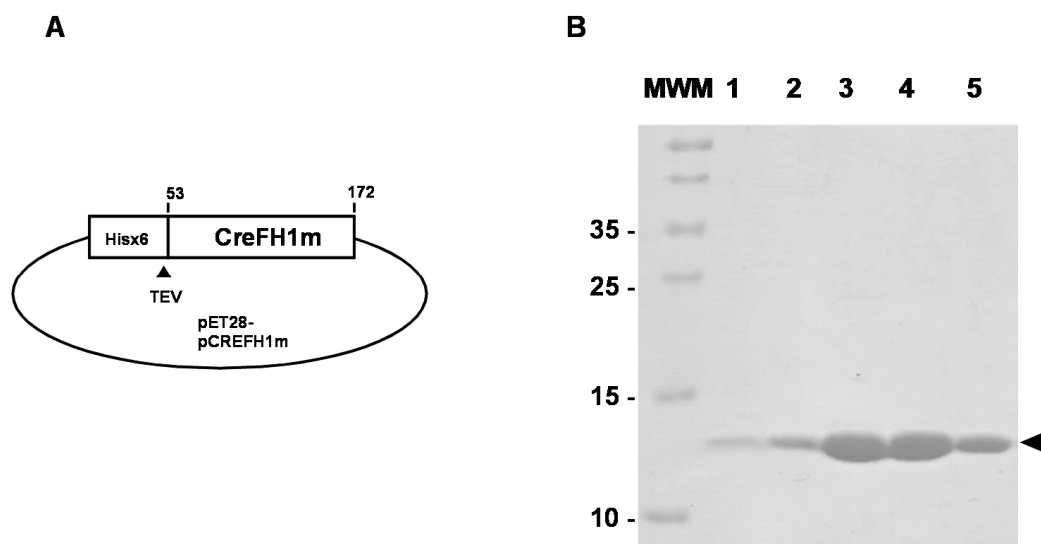 A
53
172
Hisx6
CreFH1m
TEV
pET28-
pCREFH1m
B
MWM 1 2 3 4 5
35 -
25 -
15 -
10 -